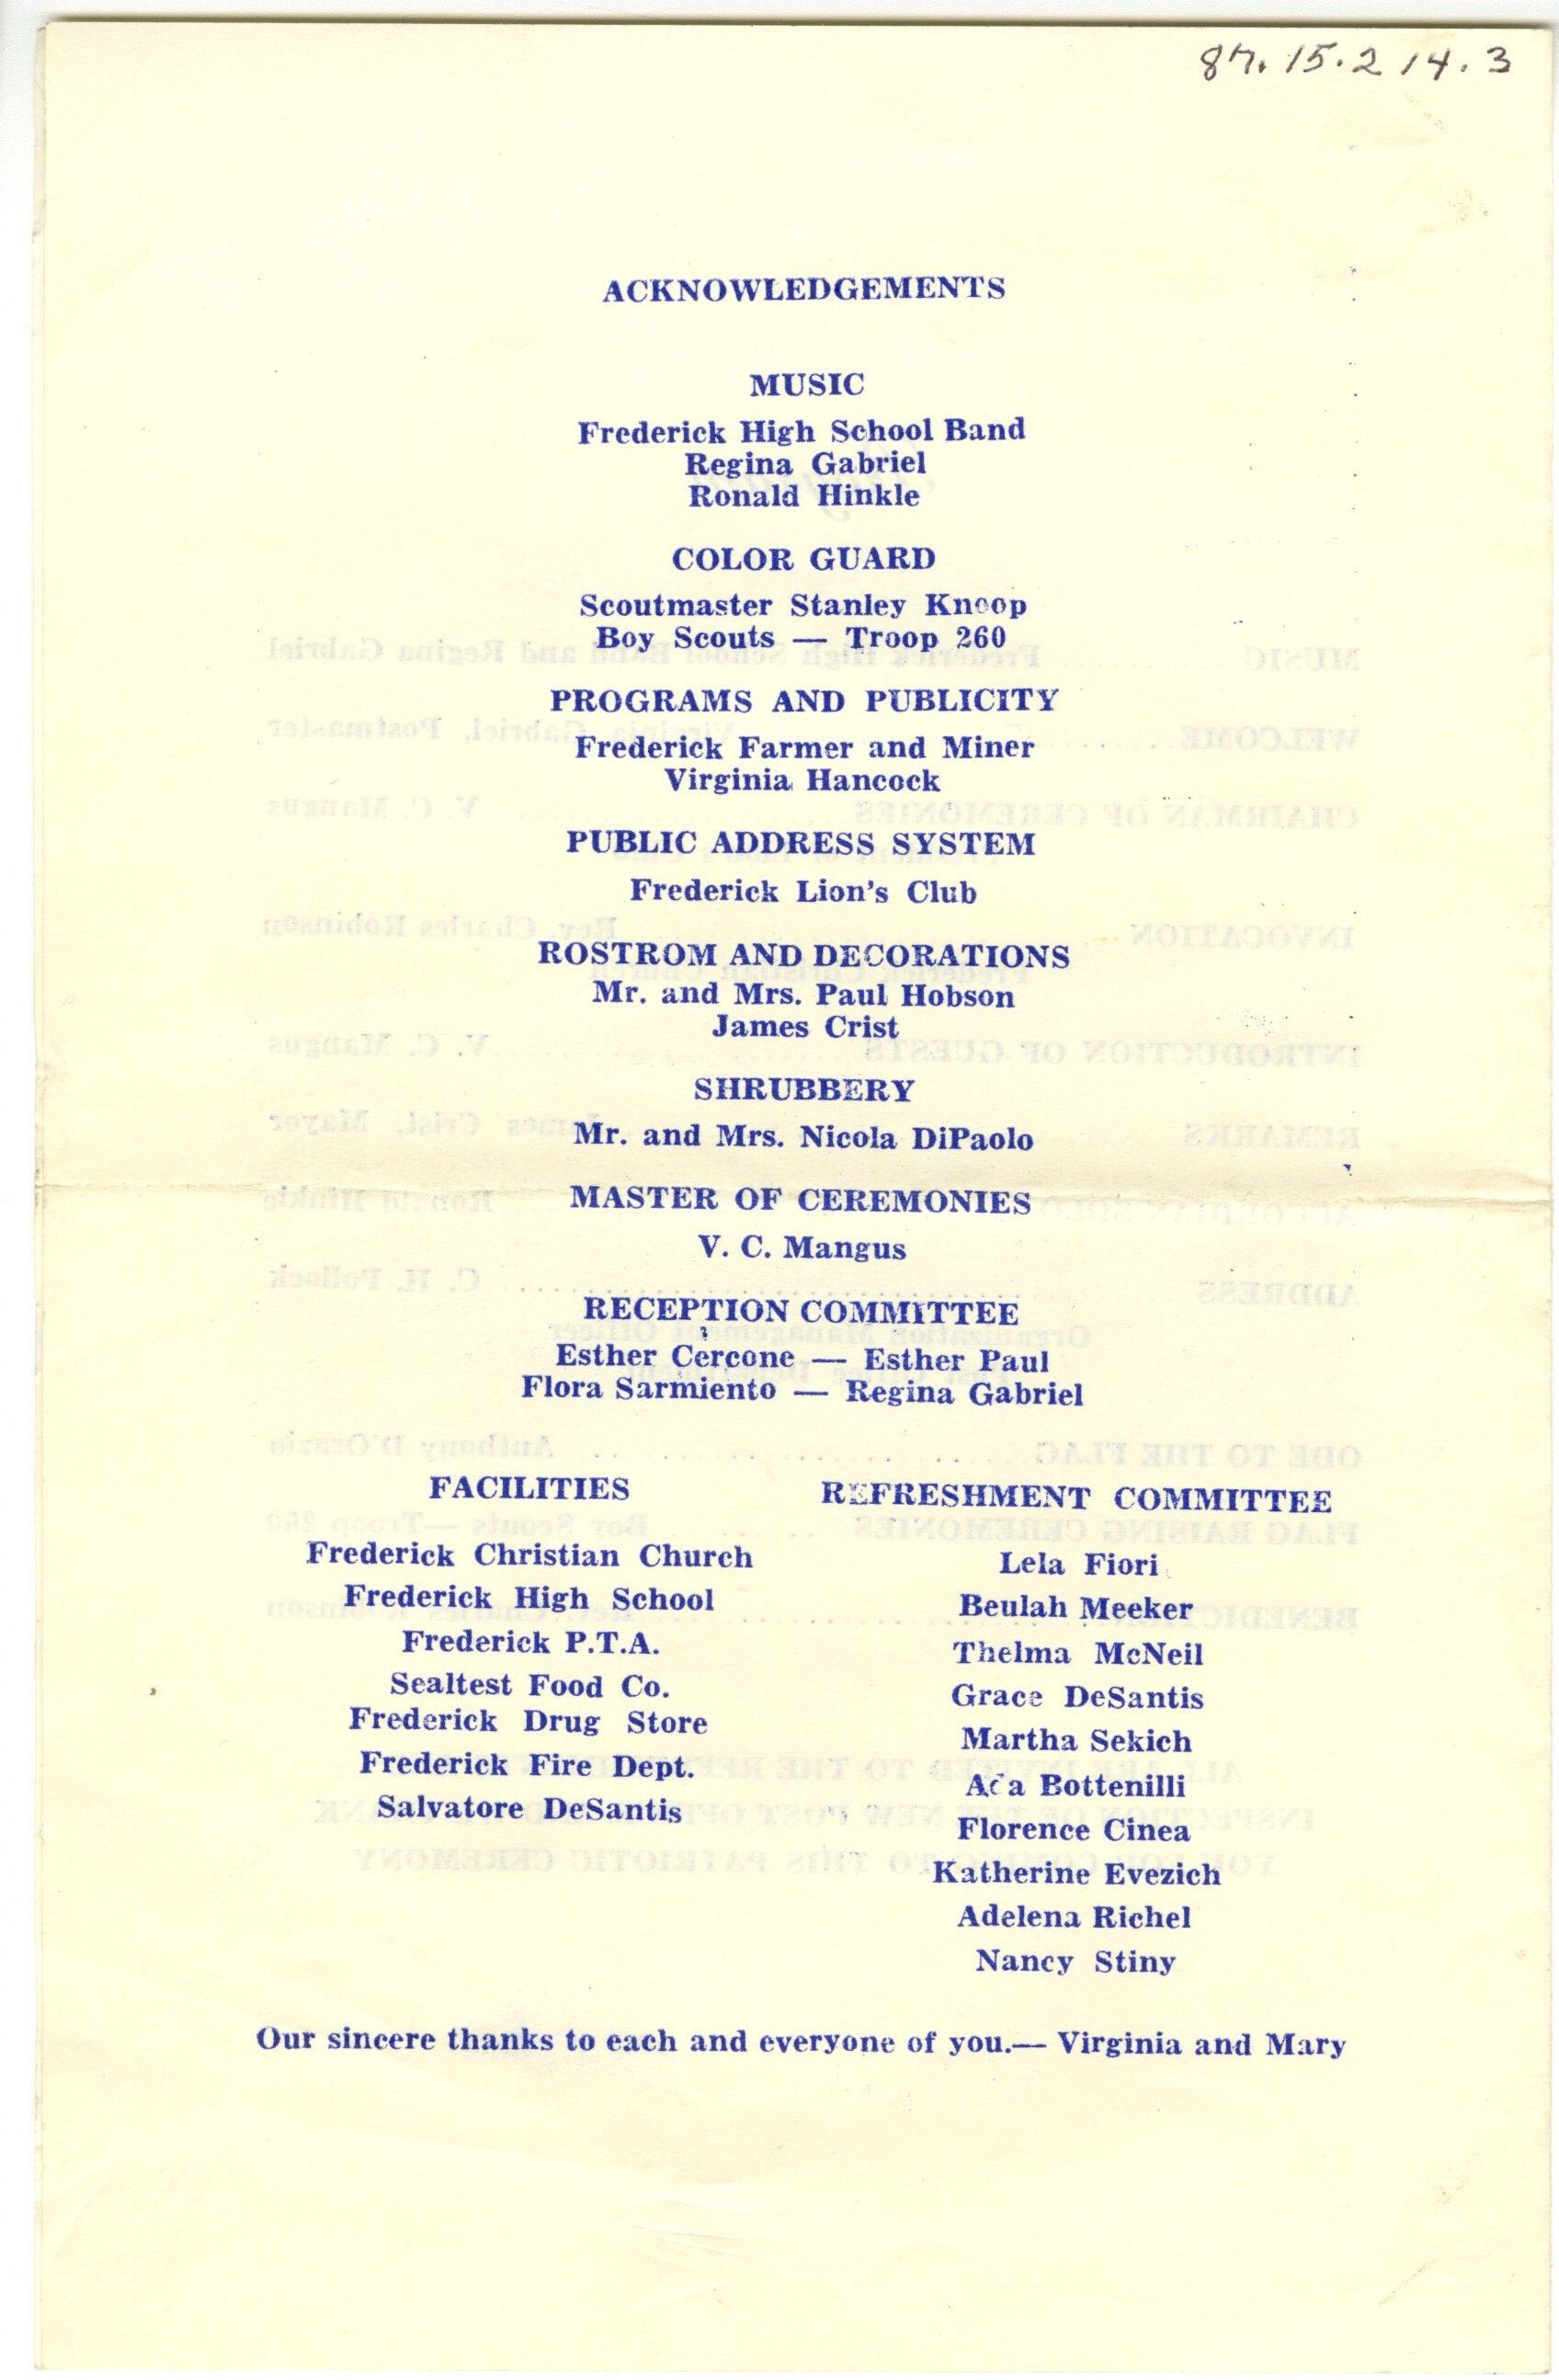 87.15.2 14.3
ACKNOWLEDGEMENTS
MUSIC
Frederick High School Band
Regina Gabriel
Ronald Hinkle
COLOR GUARD
Scoutmaster Stanley Knoop
Boy Scouts — Troop 260
PROGRAMS AND PUBLICITY
Frederick Farmer and Miner
Virginia Hancock
PUBLIC ADDRESS SYSTEM
Frederick Lion's Club
ROSTROM AND DECORATIONS
Mr. and Mrs. Paul Hobson
James Crist
SHRUBBERY
Mr. and Mrs. Nicola DiPaolo
MASTER OF CEREMONIES
V. C. Mangus
RECEPTION COMMITTEE
Esther Cercone — Esther Paul
Flora Sarmiento — Regina Gabriel
FACILITIES
Frederick Christian Church
Frederick High School
Frederick P.T.A.
Sealtest Food Co.
Frederick Drug Store
Frederick Fire Dept.
Salvatore DeSantis
REFRESHMENT COMMITTEE
Lela Fiori
Beulah Meeker
Thelma McNeil
Grace DeSantis
Martha Sekich
Ada Bottenilli
Florence Cinea
Katherine Evezich
Adelena Richel
Nancy Stiny
Our sincere thanks to each and everyone of you.— Virginia and Mary